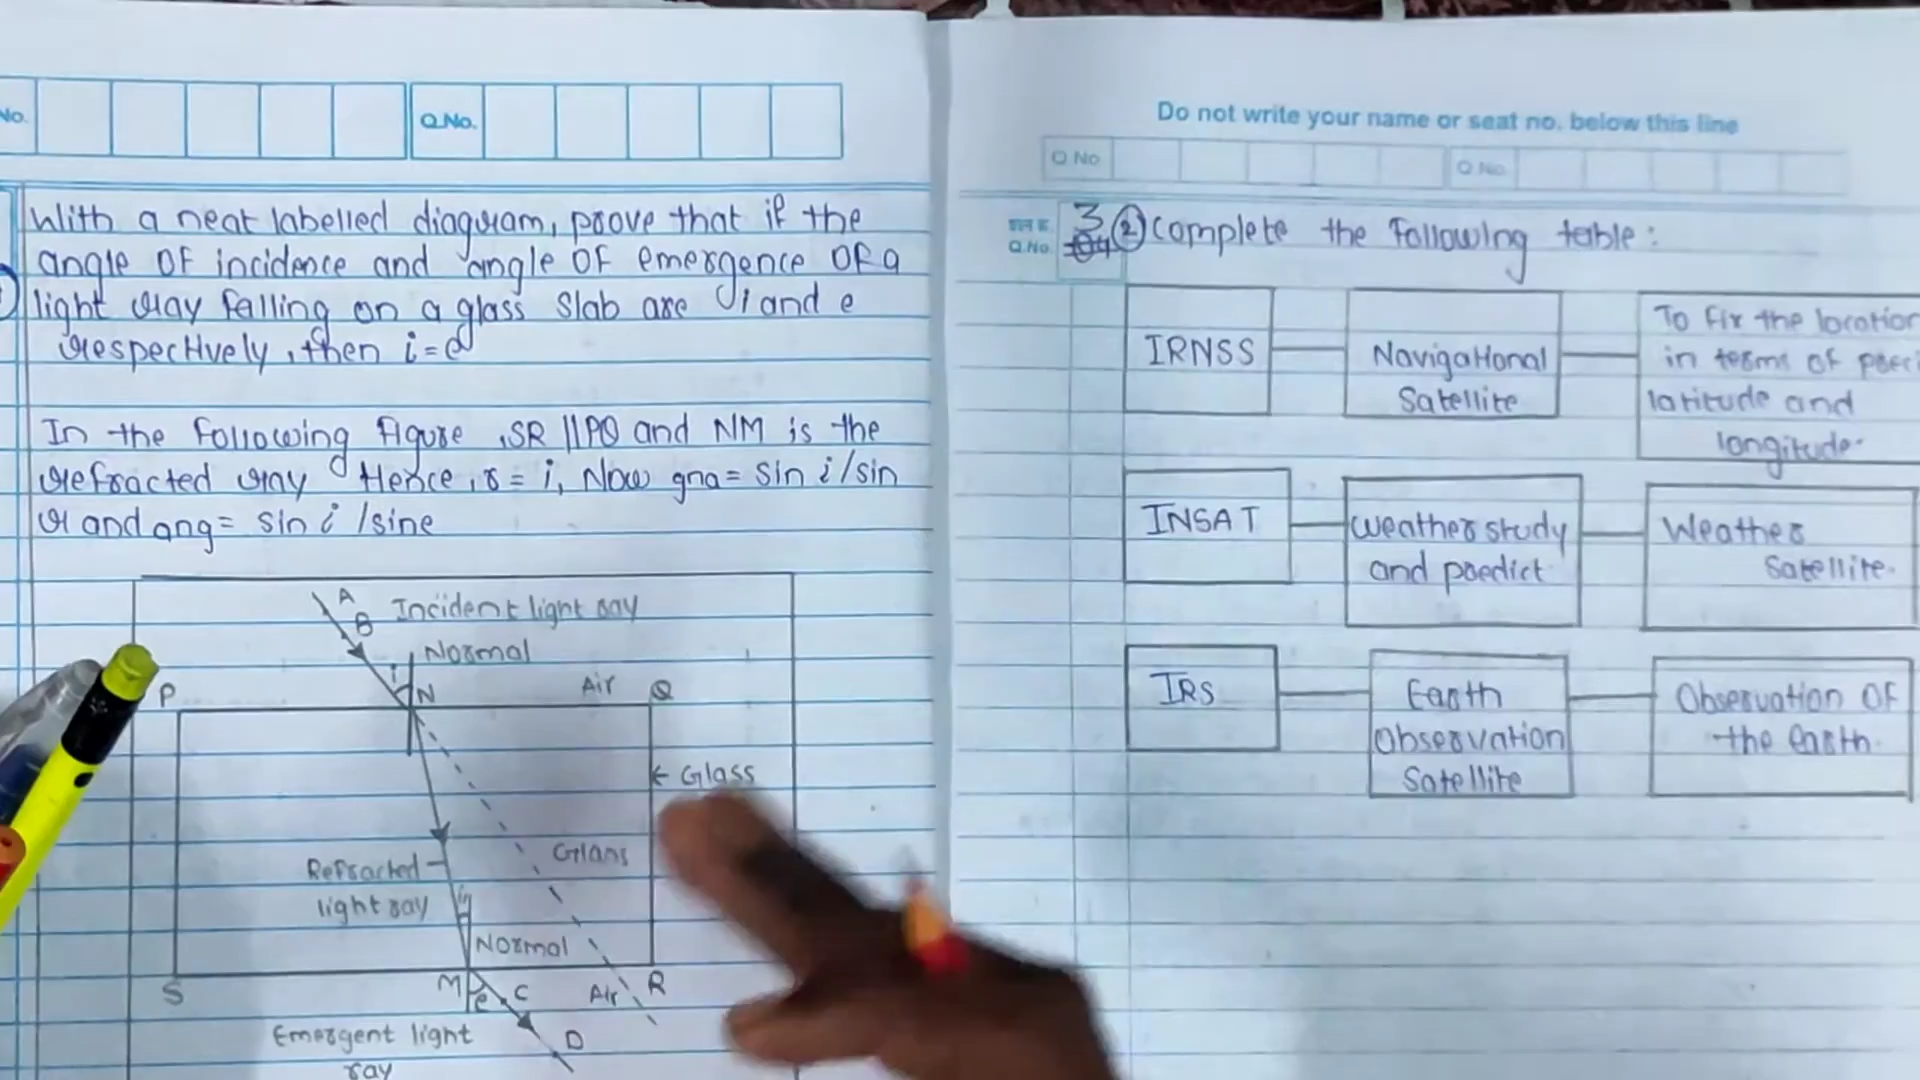 No.
Q.No.
With a neat labelled diagram, prove that if the
angle of incidence and angle of emergence of a
light ray falling on a glass slab are i and e
respectively, then i = e
In the following figure, SR || PQ and NM is the
refracted ray Hence, r = i, Now gna = sin i / sin
r and ang = sin i / sine
A
B Incident light ray
Normal
i
N
Air
P
Q
← Glass
Glass
Refracted
light ray
Normal
S
M
e
C
Air
R
Emergent light
ray
D
Do not write your name or seat no. below this line
Q No
Q.No.
प्रश्न क्र.
Q.No.
3
② Complete the following table:
IRNSS
Navigational
Satellite
To fix the location
in terms of
latitude and
longitude.
INSAT
Weather study
and predict
Weather
Satellite.
IRS
Earth
Observation
Satellite
Observation of
the earth.